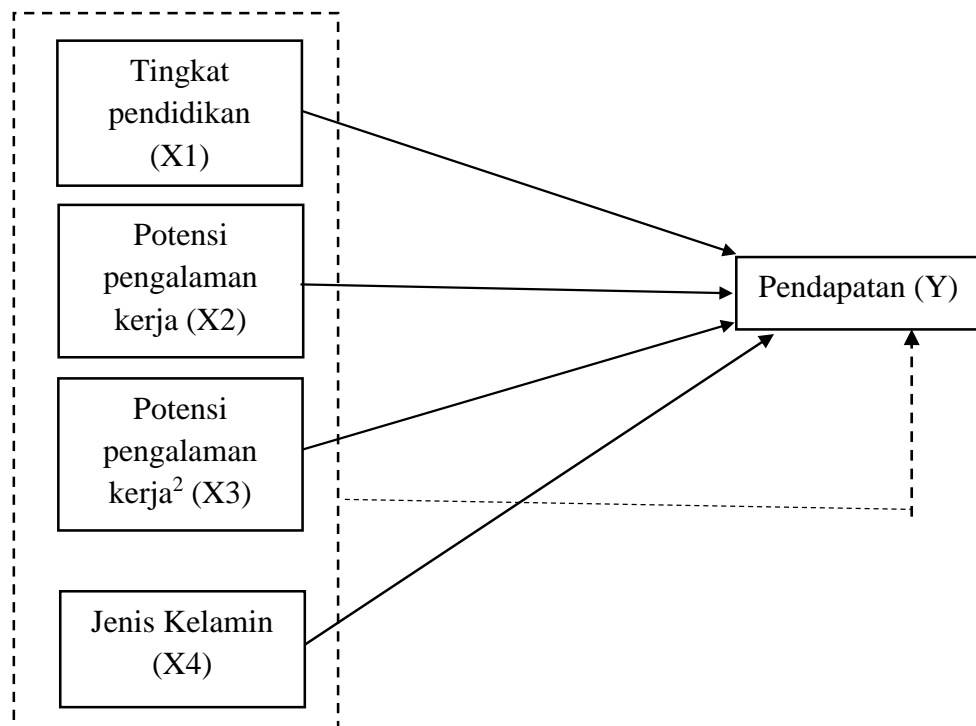 Tingkat
pendidikan
(X1)
Potensi
pengalaman
kerja (X2)
Potensi
pengalaman
kerja² (X3)
Jenis Kelamin
(X4)
Pendapatan (Y)